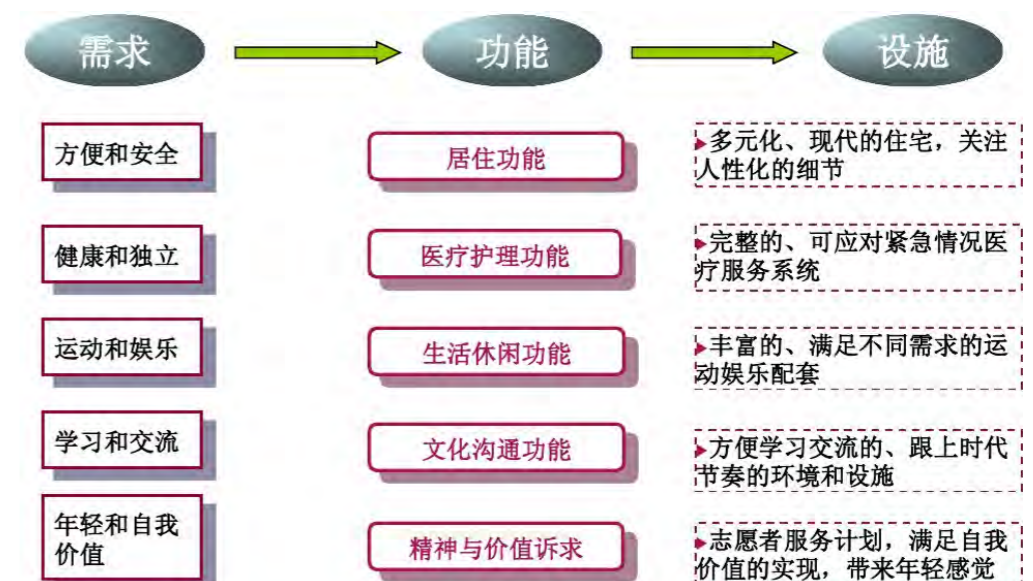 需求
功能
设施
方便和安全
居住功能
▶多元化、现代的住宅，关注
人性化的细节
健康和独立
医疗护理功能
▶完整的、可应对紧急情况医
疗服务系统
运动和娱乐
生活休闲功能
▶丰富的、满足不同需求的运
动娱乐配套
学习和交流
文化沟通功能
▶方便学习交流的、跟上时代
节奏的环境和设施
年轻和自我
价值
精神与价值诉求
▶志愿者服务计划，满足自我
价值的实现，带来年轻感觉